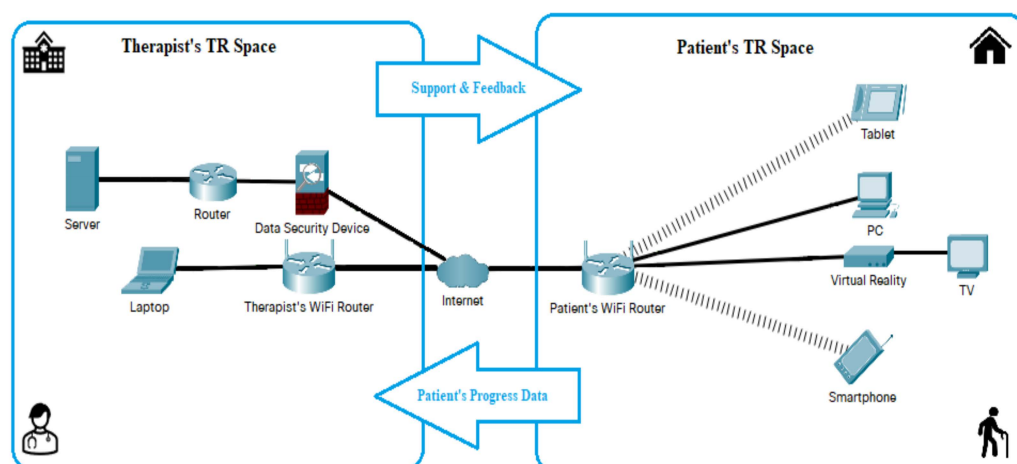 Therapist's TR Space
Patient's TR Space
Support & Feedback
Tablet
Server
Router
Data Security Device
PC
Laptop
Therapist's WiFi Router
Internet
Patient's WiFi Router
Virtual Reality
TV
Patient's Progress Data
Smartphone